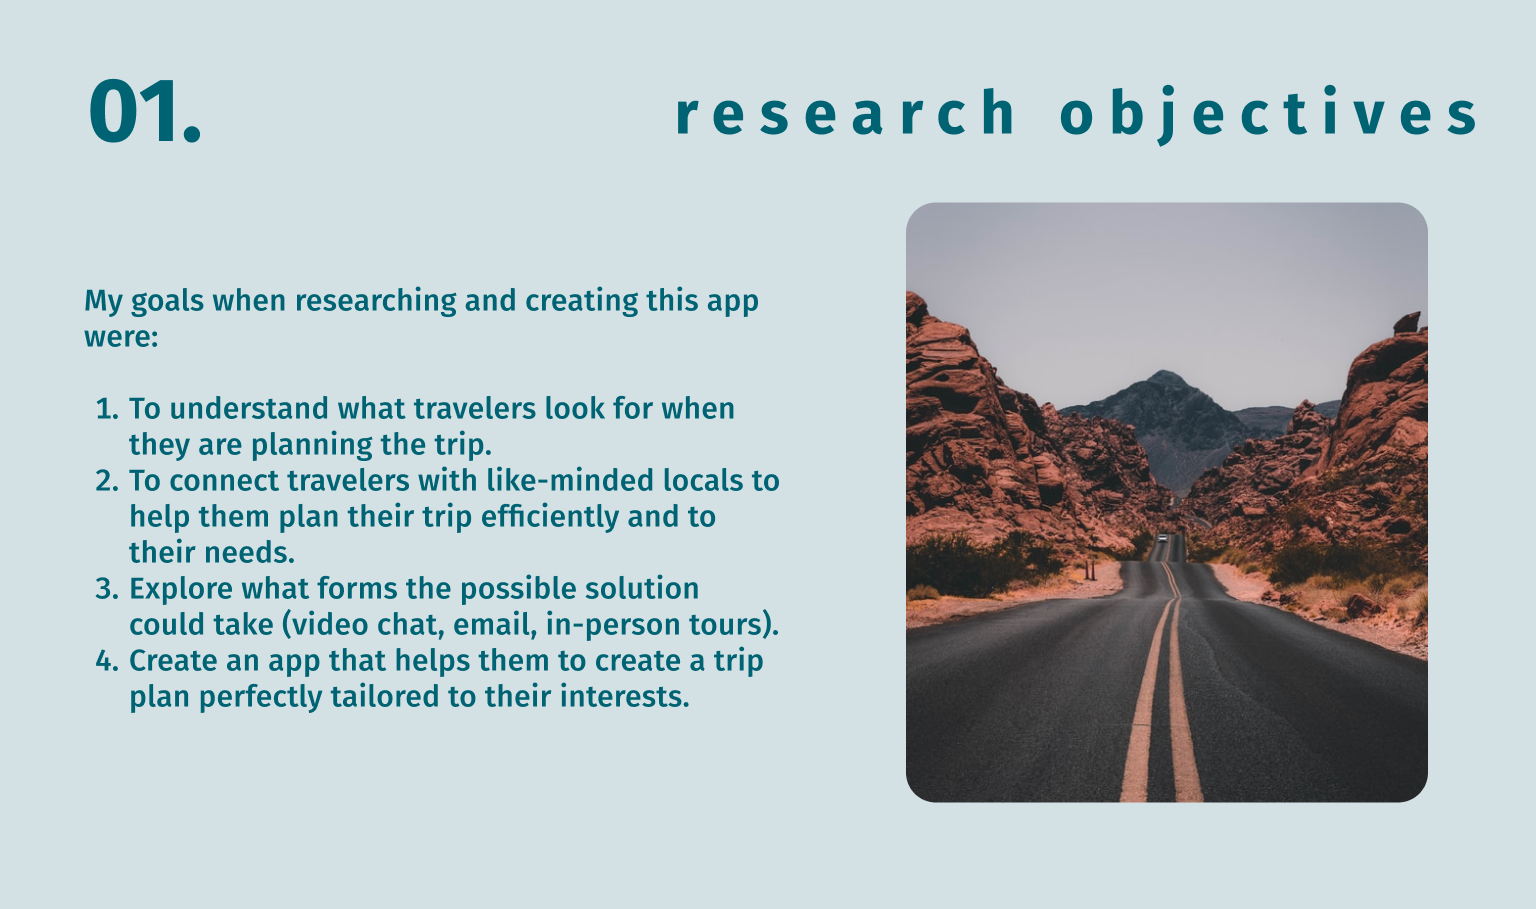 01.
research objectives
My goals when researching and creating this app
were:
1. To understand what travelers look for when
they are planning the trip.
2. To connect travelers with like-minded locals to
help them plan their trip efficiently and to
their needs.
3. Explore what forms the possible solution
could take (video chat, email, in-person tours).
4. Create an app that helps them to create a trip
plan perfectly tailored to their interests.